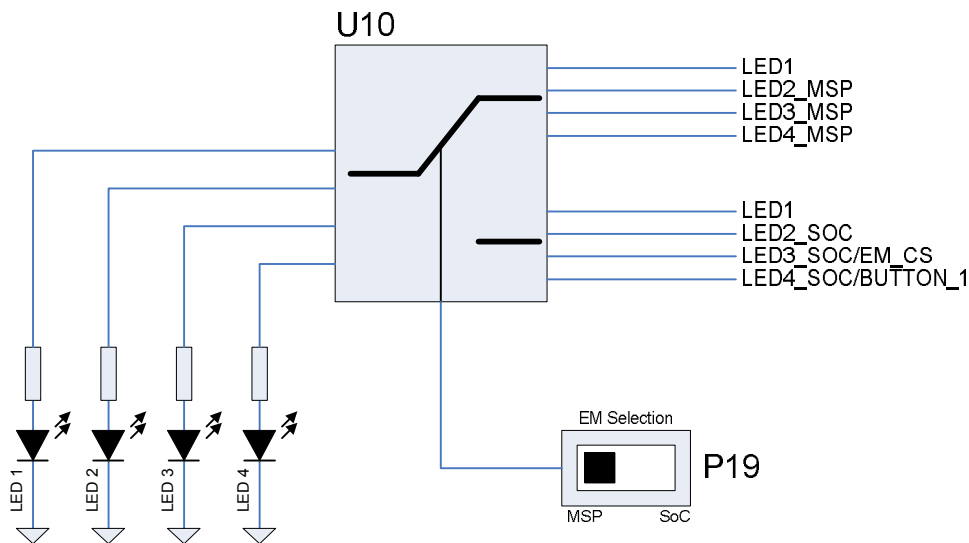 U10
LED1
LED2_MSP
LED3_MSP
LED4_MSP
LED1
LED2_SOC
LED3_SOC/EM_CS
LED4_SOC/BUTTON_1
LED 1
LED 2
LED 3
LED 4
EM Selection
P19
MSP
SoC